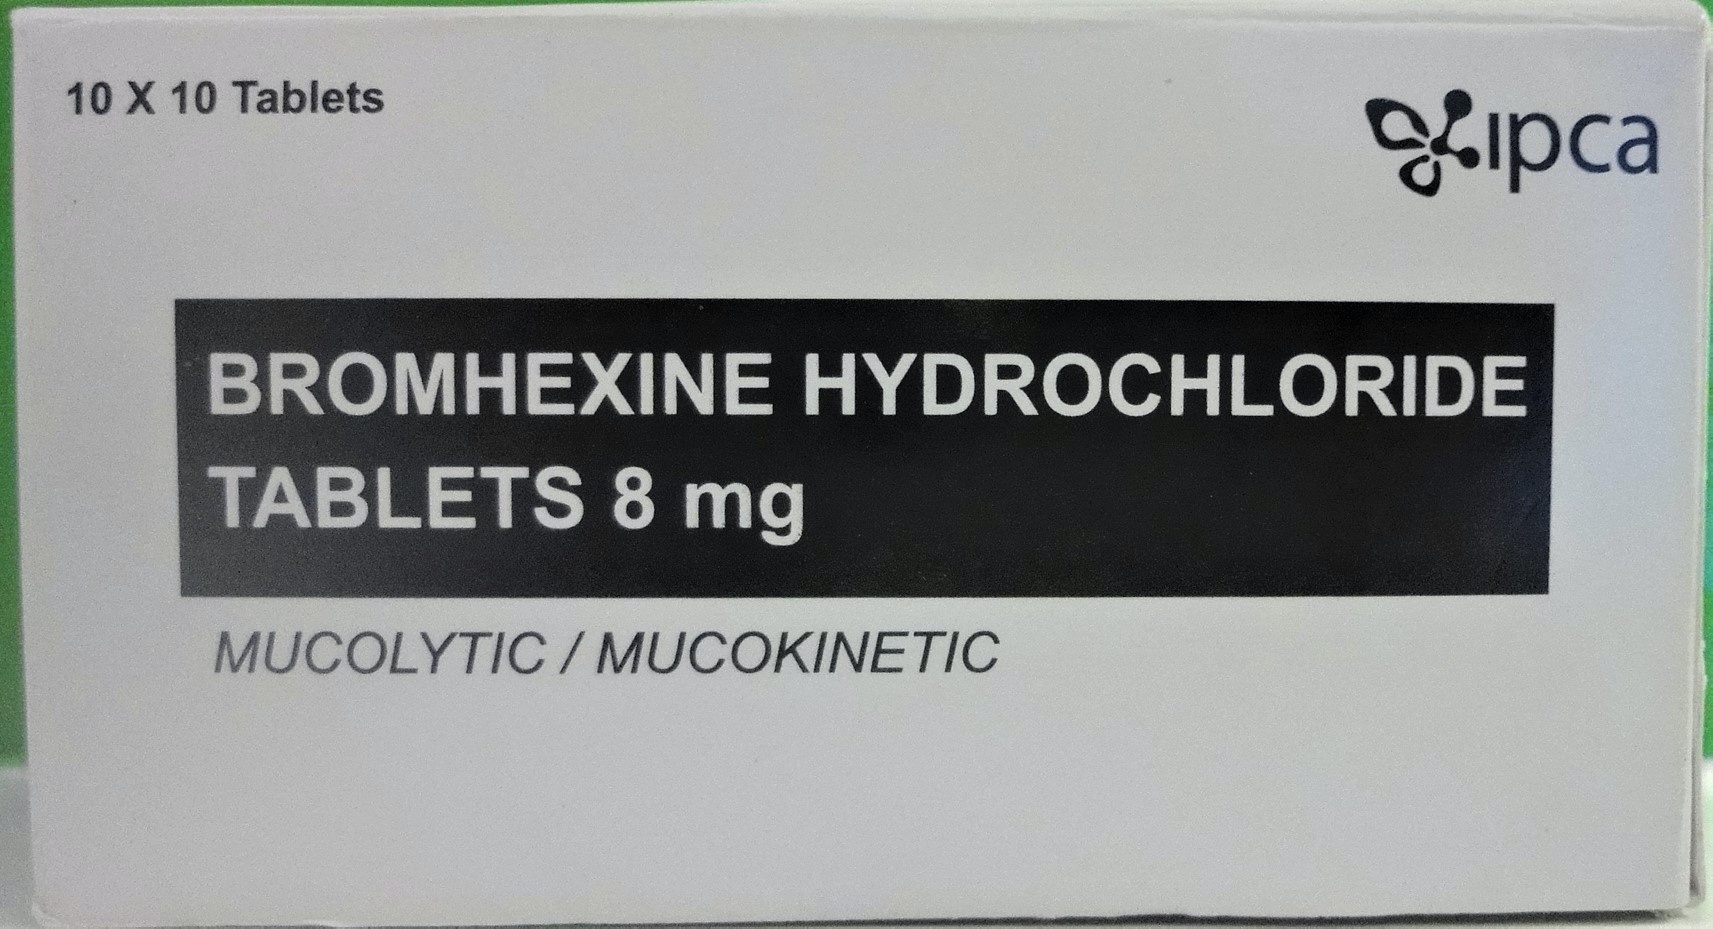 10 X 10 Tablets
ipca
BROMHEXINE HYDROCHLORIDE
TABLETS 8 mg
MUCOLYTIC / MUCOKINETIC